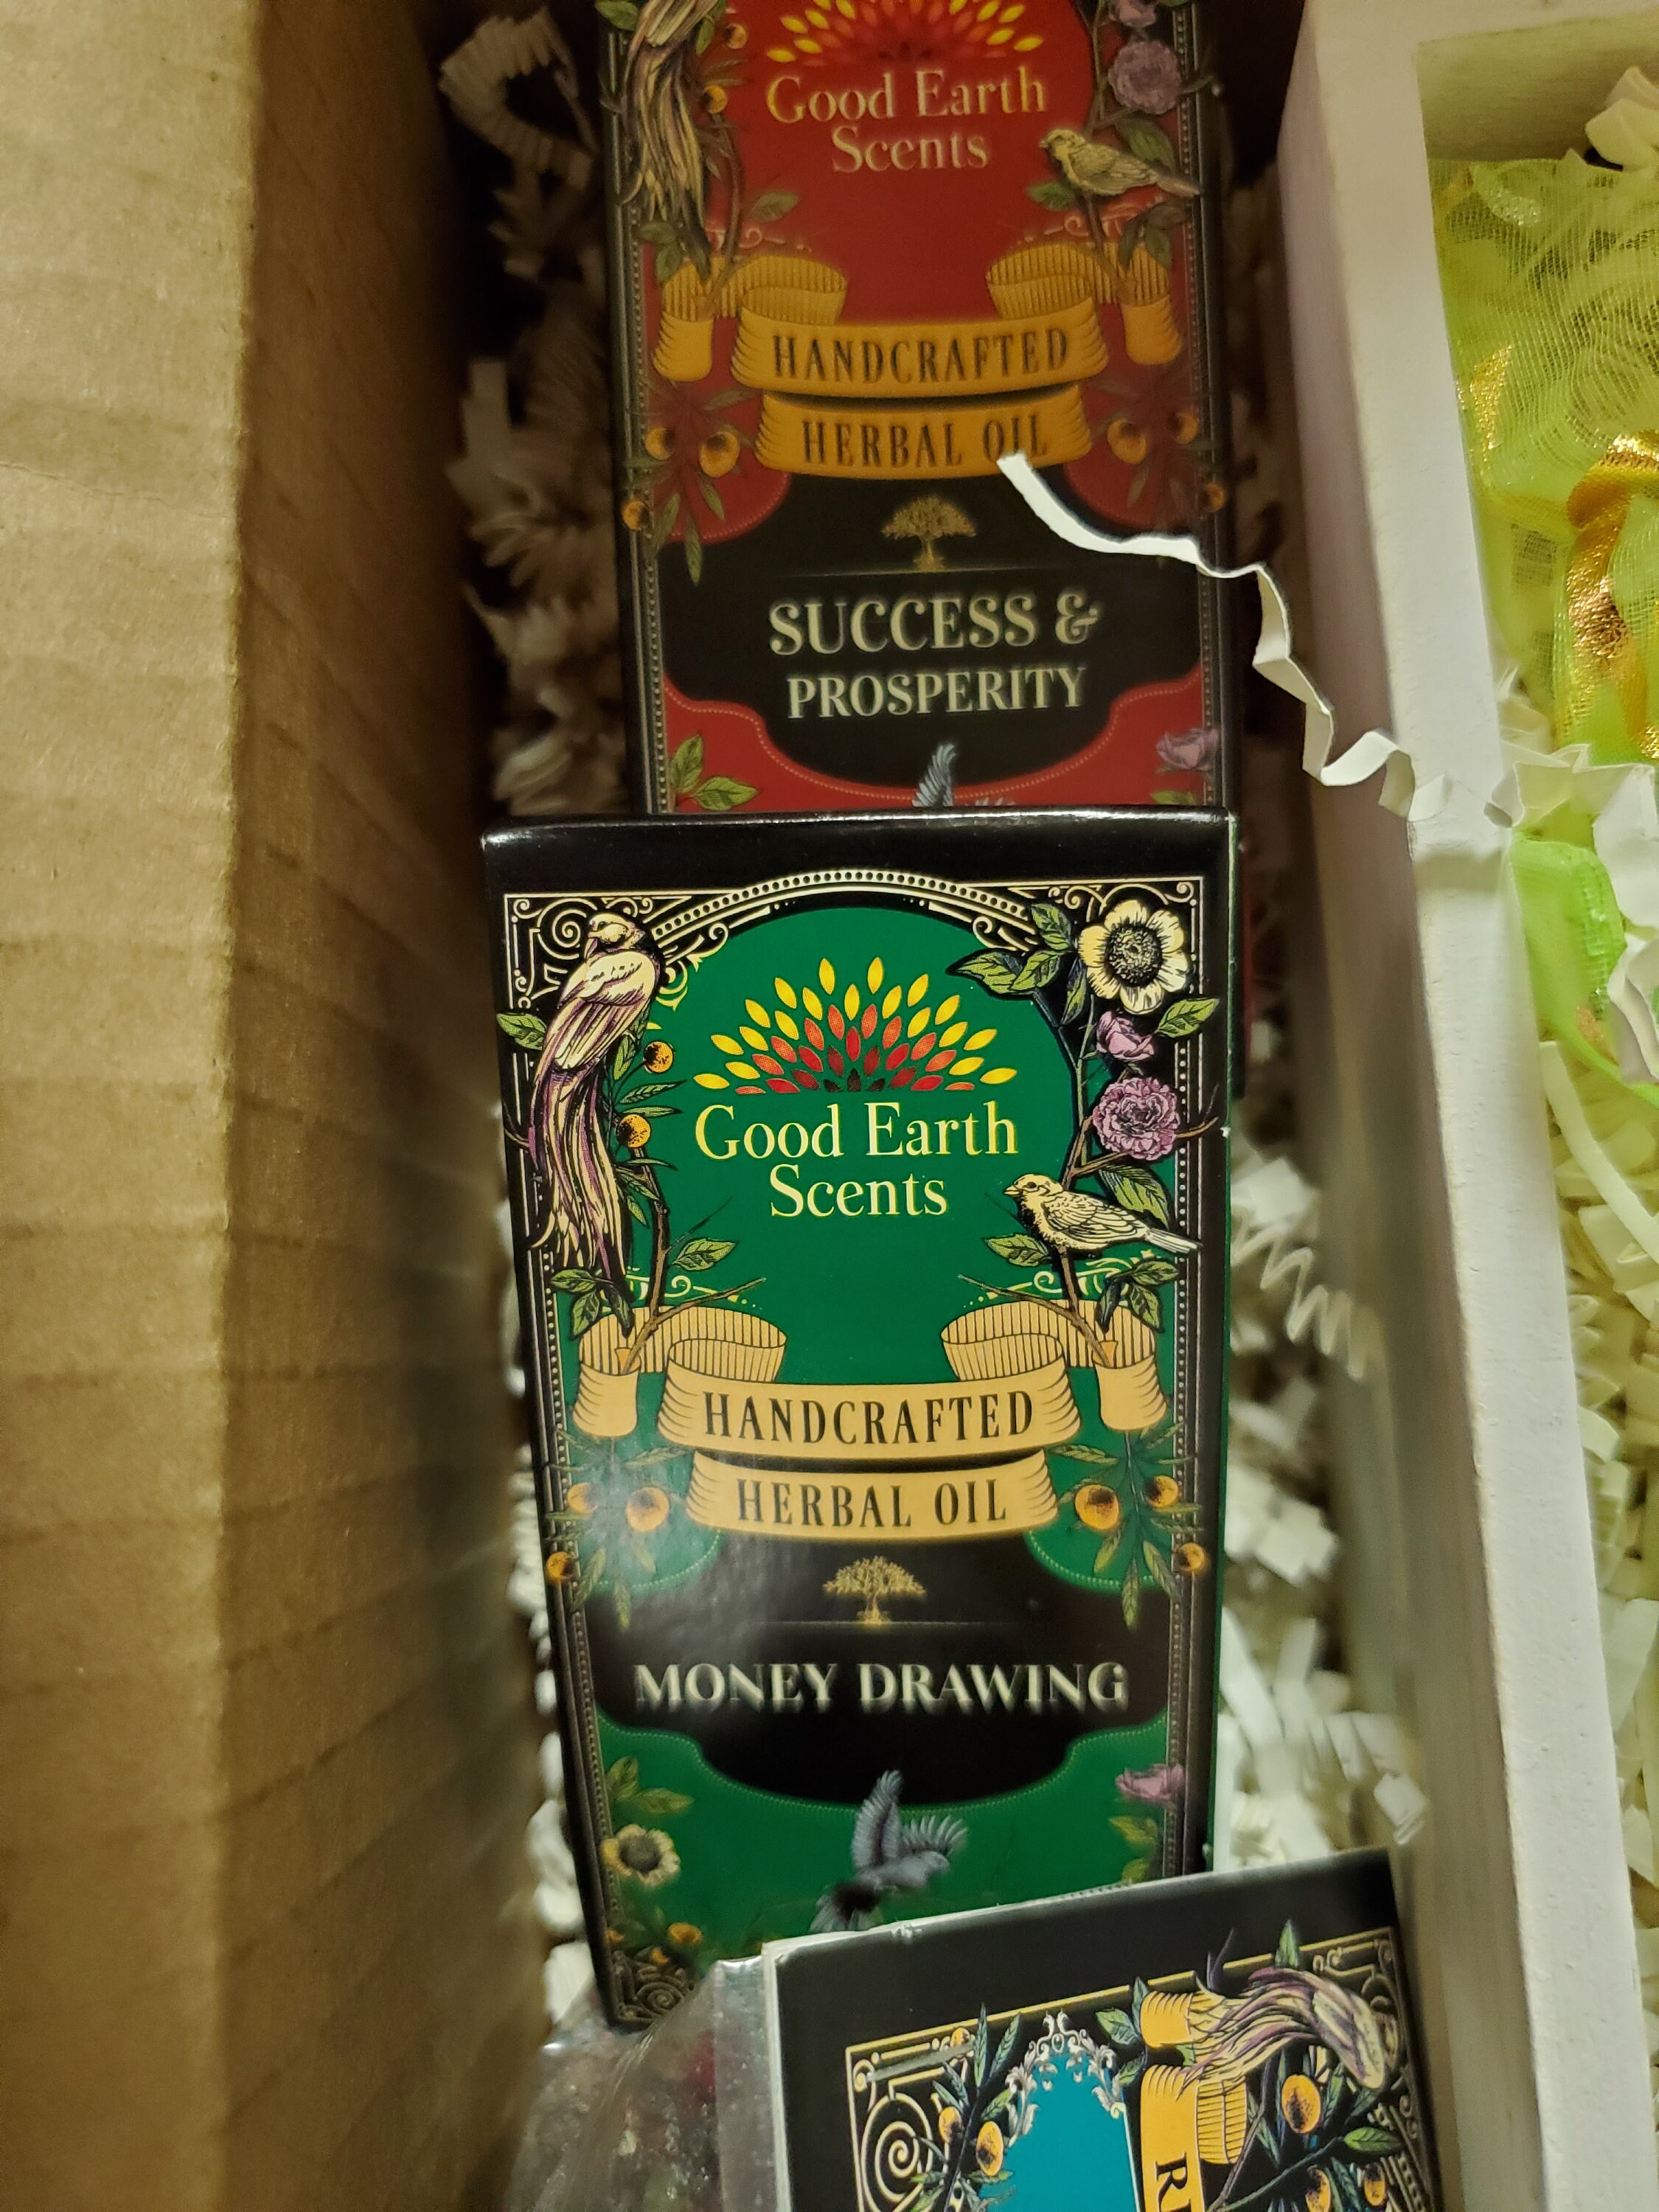 Good Earth
Scents
HANDCRAFTED
HERBAL OIL
SUCCESS &
PROSPERITY
Good Earth
Scents
HANDCRAFTED
HERBAL OIL
MONEY DRAWING